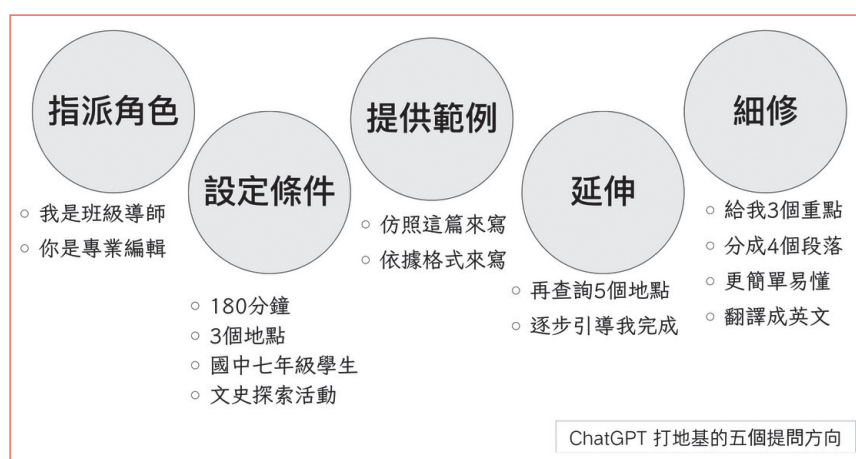 指派角色
我是班級導師
你是專業編輯
設定條件
180分鐘
3個地點
國中七年級學生
文史探索活動
提供範例
仿照這篇來寫
依據格式來寫
延伸
再查詢5個地點
逐步引導我完成
細修
給我3個重點
分成4個段落
更簡單易懂
翻譯成英文
ChatGPT 打地基的五個提問方向